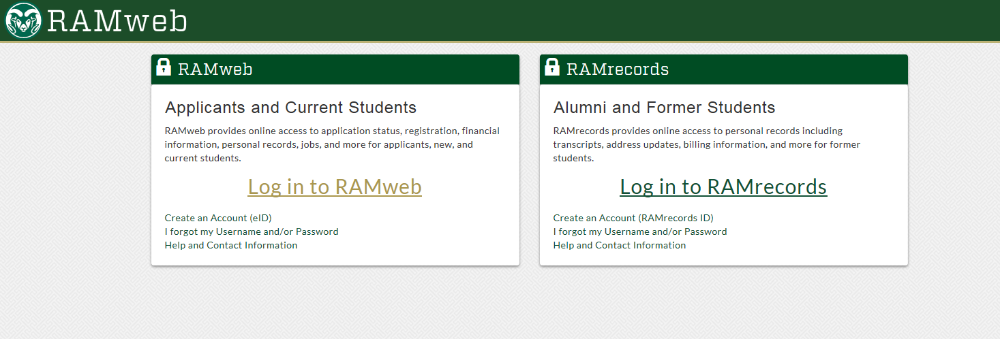 RAMweb
RAMweb
Applicants and Current Students
RAMweb provides online access to application status, registration, financial
information, personal records, jobs, and more for applicants, new, and
current students.
Log in to RAMweb
Create an Account (eID)
I forgot my Username and/or Password
Help and Contact Information
RAMrecords
Alumni and Former Students
RAMrecords provides online access to personal records including
transcripts, address updates, billing information, and more for former
students.
Log in to RAMrecords
Create an Account (RAMrecords ID)
I forgot my Username and/or Password
Help and Contact Information